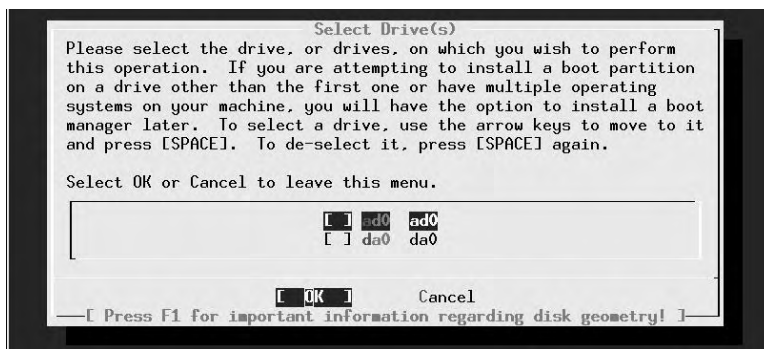 Select Drive(s)
Please select the drive, or drives, on which you wish to perform
this operation.  If you are attempting to install a boot partition
on a drive other than the first one or have multiple operating
systems on your machine, you will have the option to install a boot
manager later.  To select a drive, use the arrow keys to move to it
and press [SPACE].  To de-select it, press [SPACE] again.
Select OK or Cancel to leave this menu.
[ ] ad0  ad0
[ ] da0  da0
[ OK ]  Cancel
[ Press F1 for important information regarding disk geometry! ]